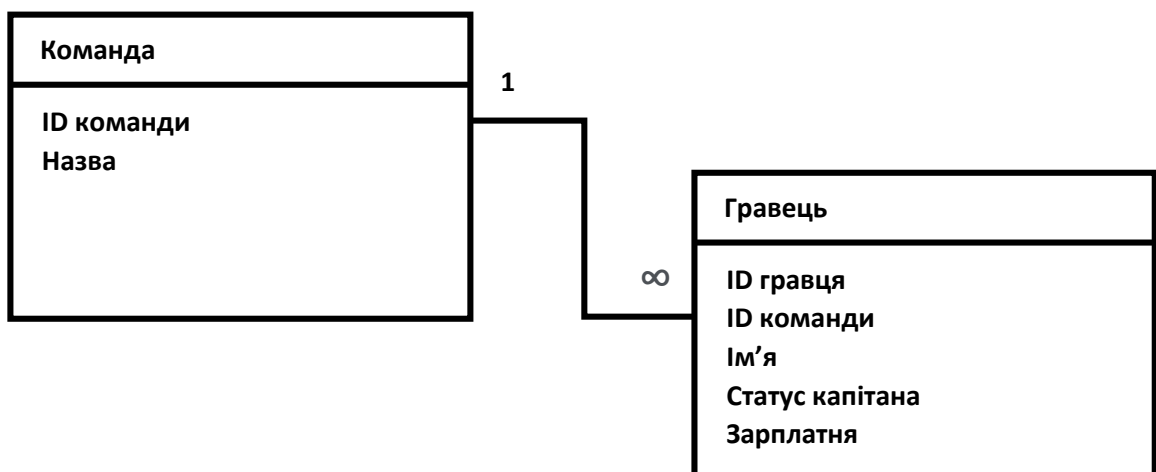 Команда
ID команди
Назва
1
∞
Гравець
ID гравця
ID команди
Ім’я
Статус капітана
Зарплатня